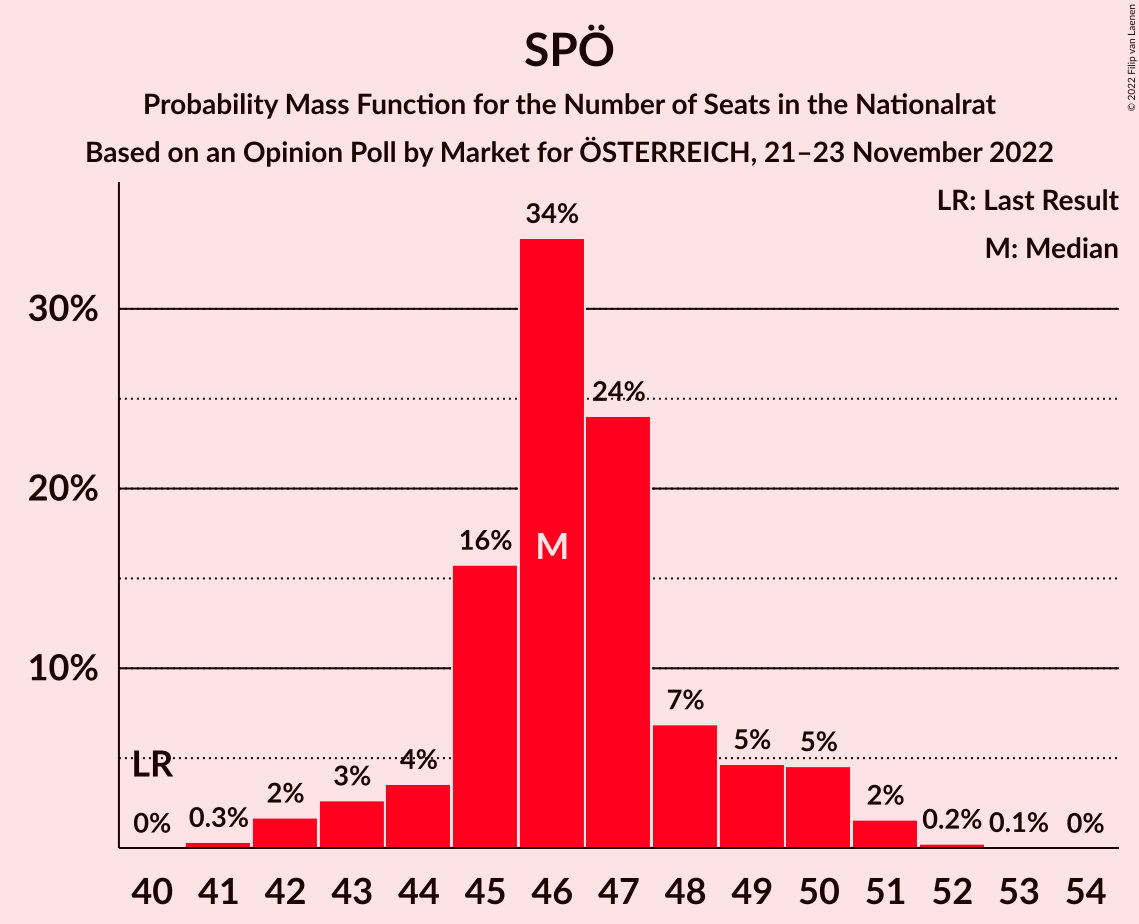 SPÖ
Probability Mass Function for the Number of Seats in the Nationalrat
Based on an Opinion Poll by Market for ÖSTERREICH, 21–23 November 2022
© 2022 Filip van Laenen
LR: Last Result
M: Median
34%
30%
24%
20%
16%
M
10%
7%
5%
5%
LR
4%
3%
2%
2%
0%
0.3%
0.2%
0.1%
0%
40 41 42 43 44 45 46 47 48 49 50 51 52 53 54